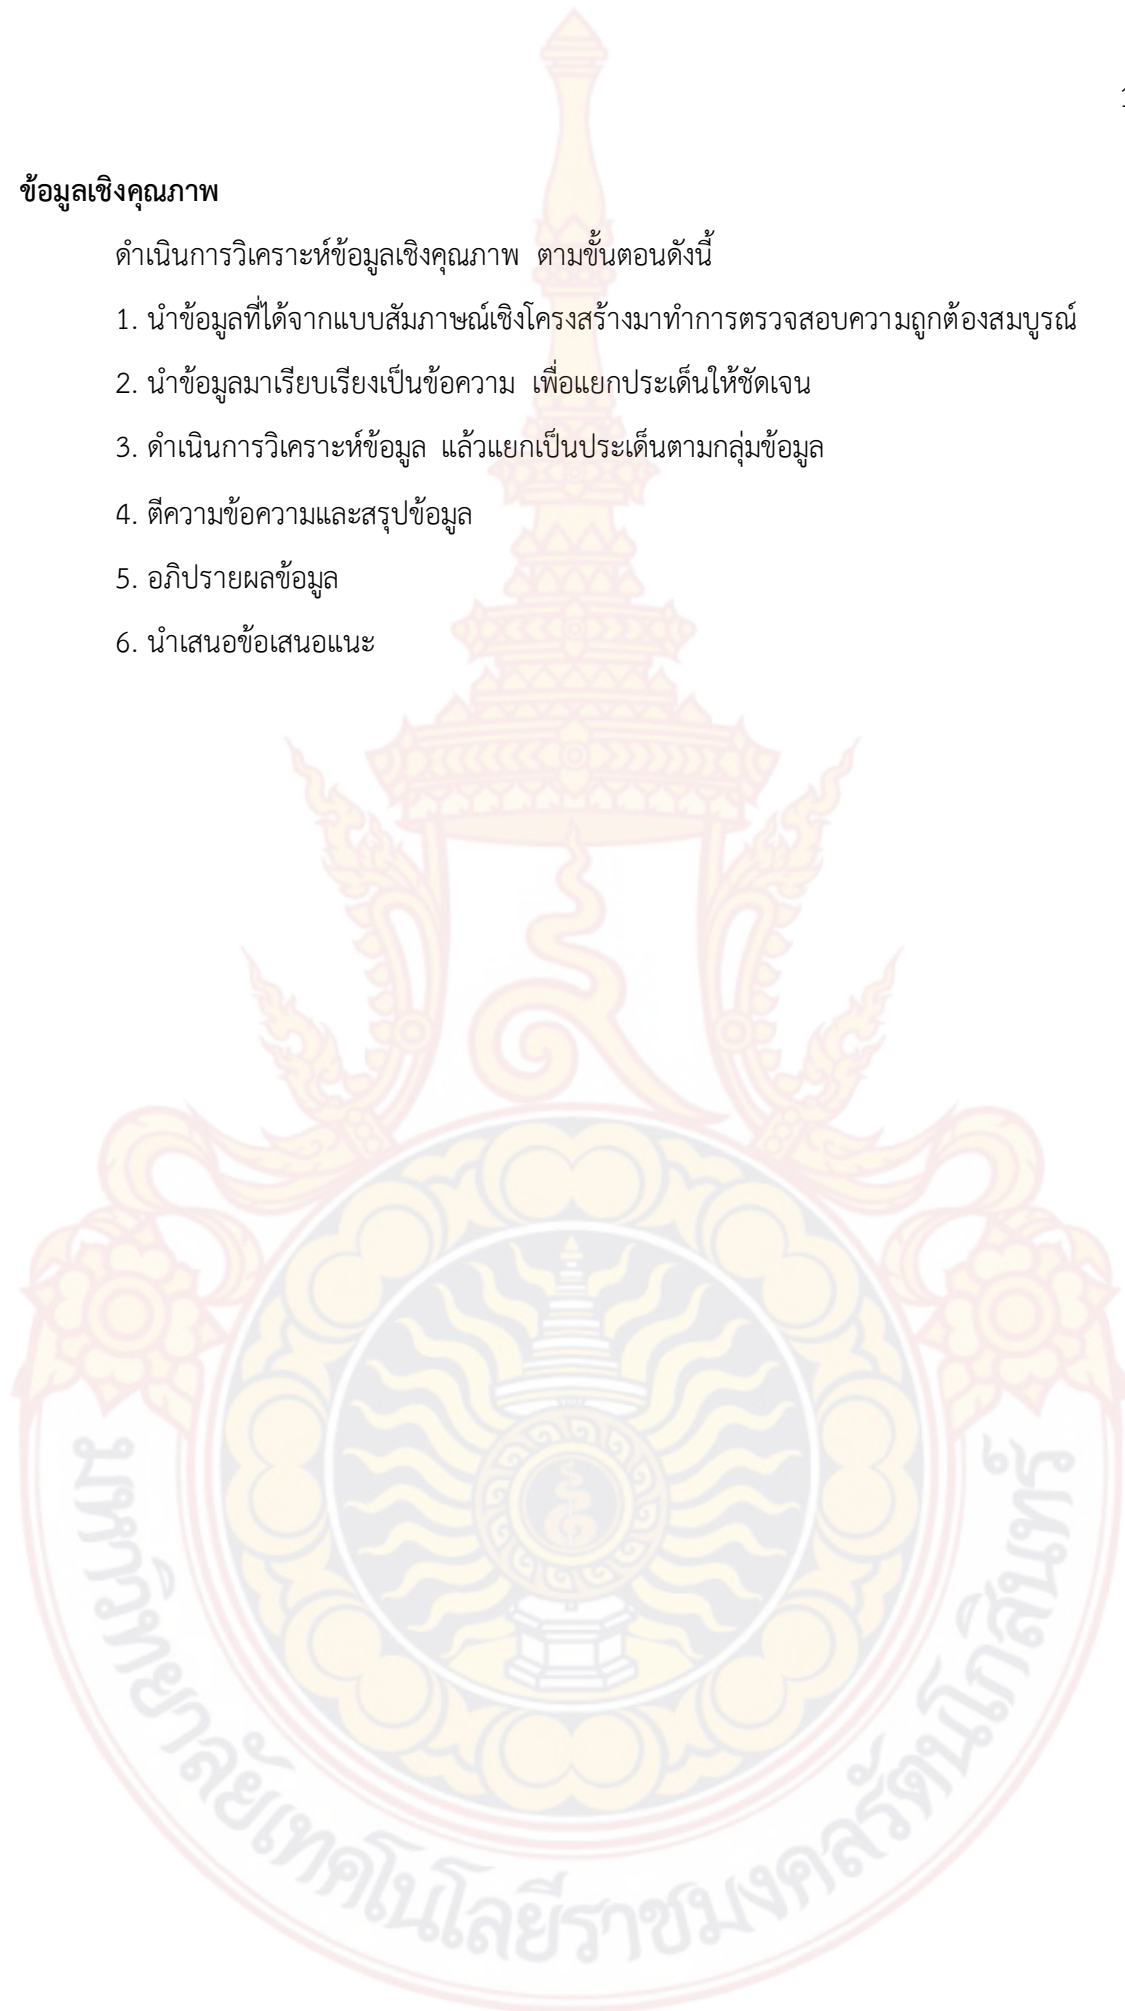 ข้อมูลเชิงคุณภาพ
ดำเนินการวิเคราะห์ข้อมูลเชิงคุณภาพ ตามขั้นตอนดังนี้
1. นำข้อมูลที่ได้จากแบบสัมภาษณ์เชิงโครงสร้างมาทำการตรวจสอบความถูกต้องสมบูรณ์
2. นำข้อมูลมาเรียบเรียงเป็นข้อความ เพื่อแยกประเด็นให้ชัดเจน
3. ดำเนินการวิเคราะห์ข้อมูล แล้วแยกเป็นประเด็นตามกลุ่มข้อมูล
4. ตีความข้อความและสรุปข้อมูล
5. อภิปรายผลข้อมูล
6. นำเสนอข้อเสนอแนะ
มหาวิทยาลัยเทคโนโลยีราชมงคลรัตนโกสินทร์